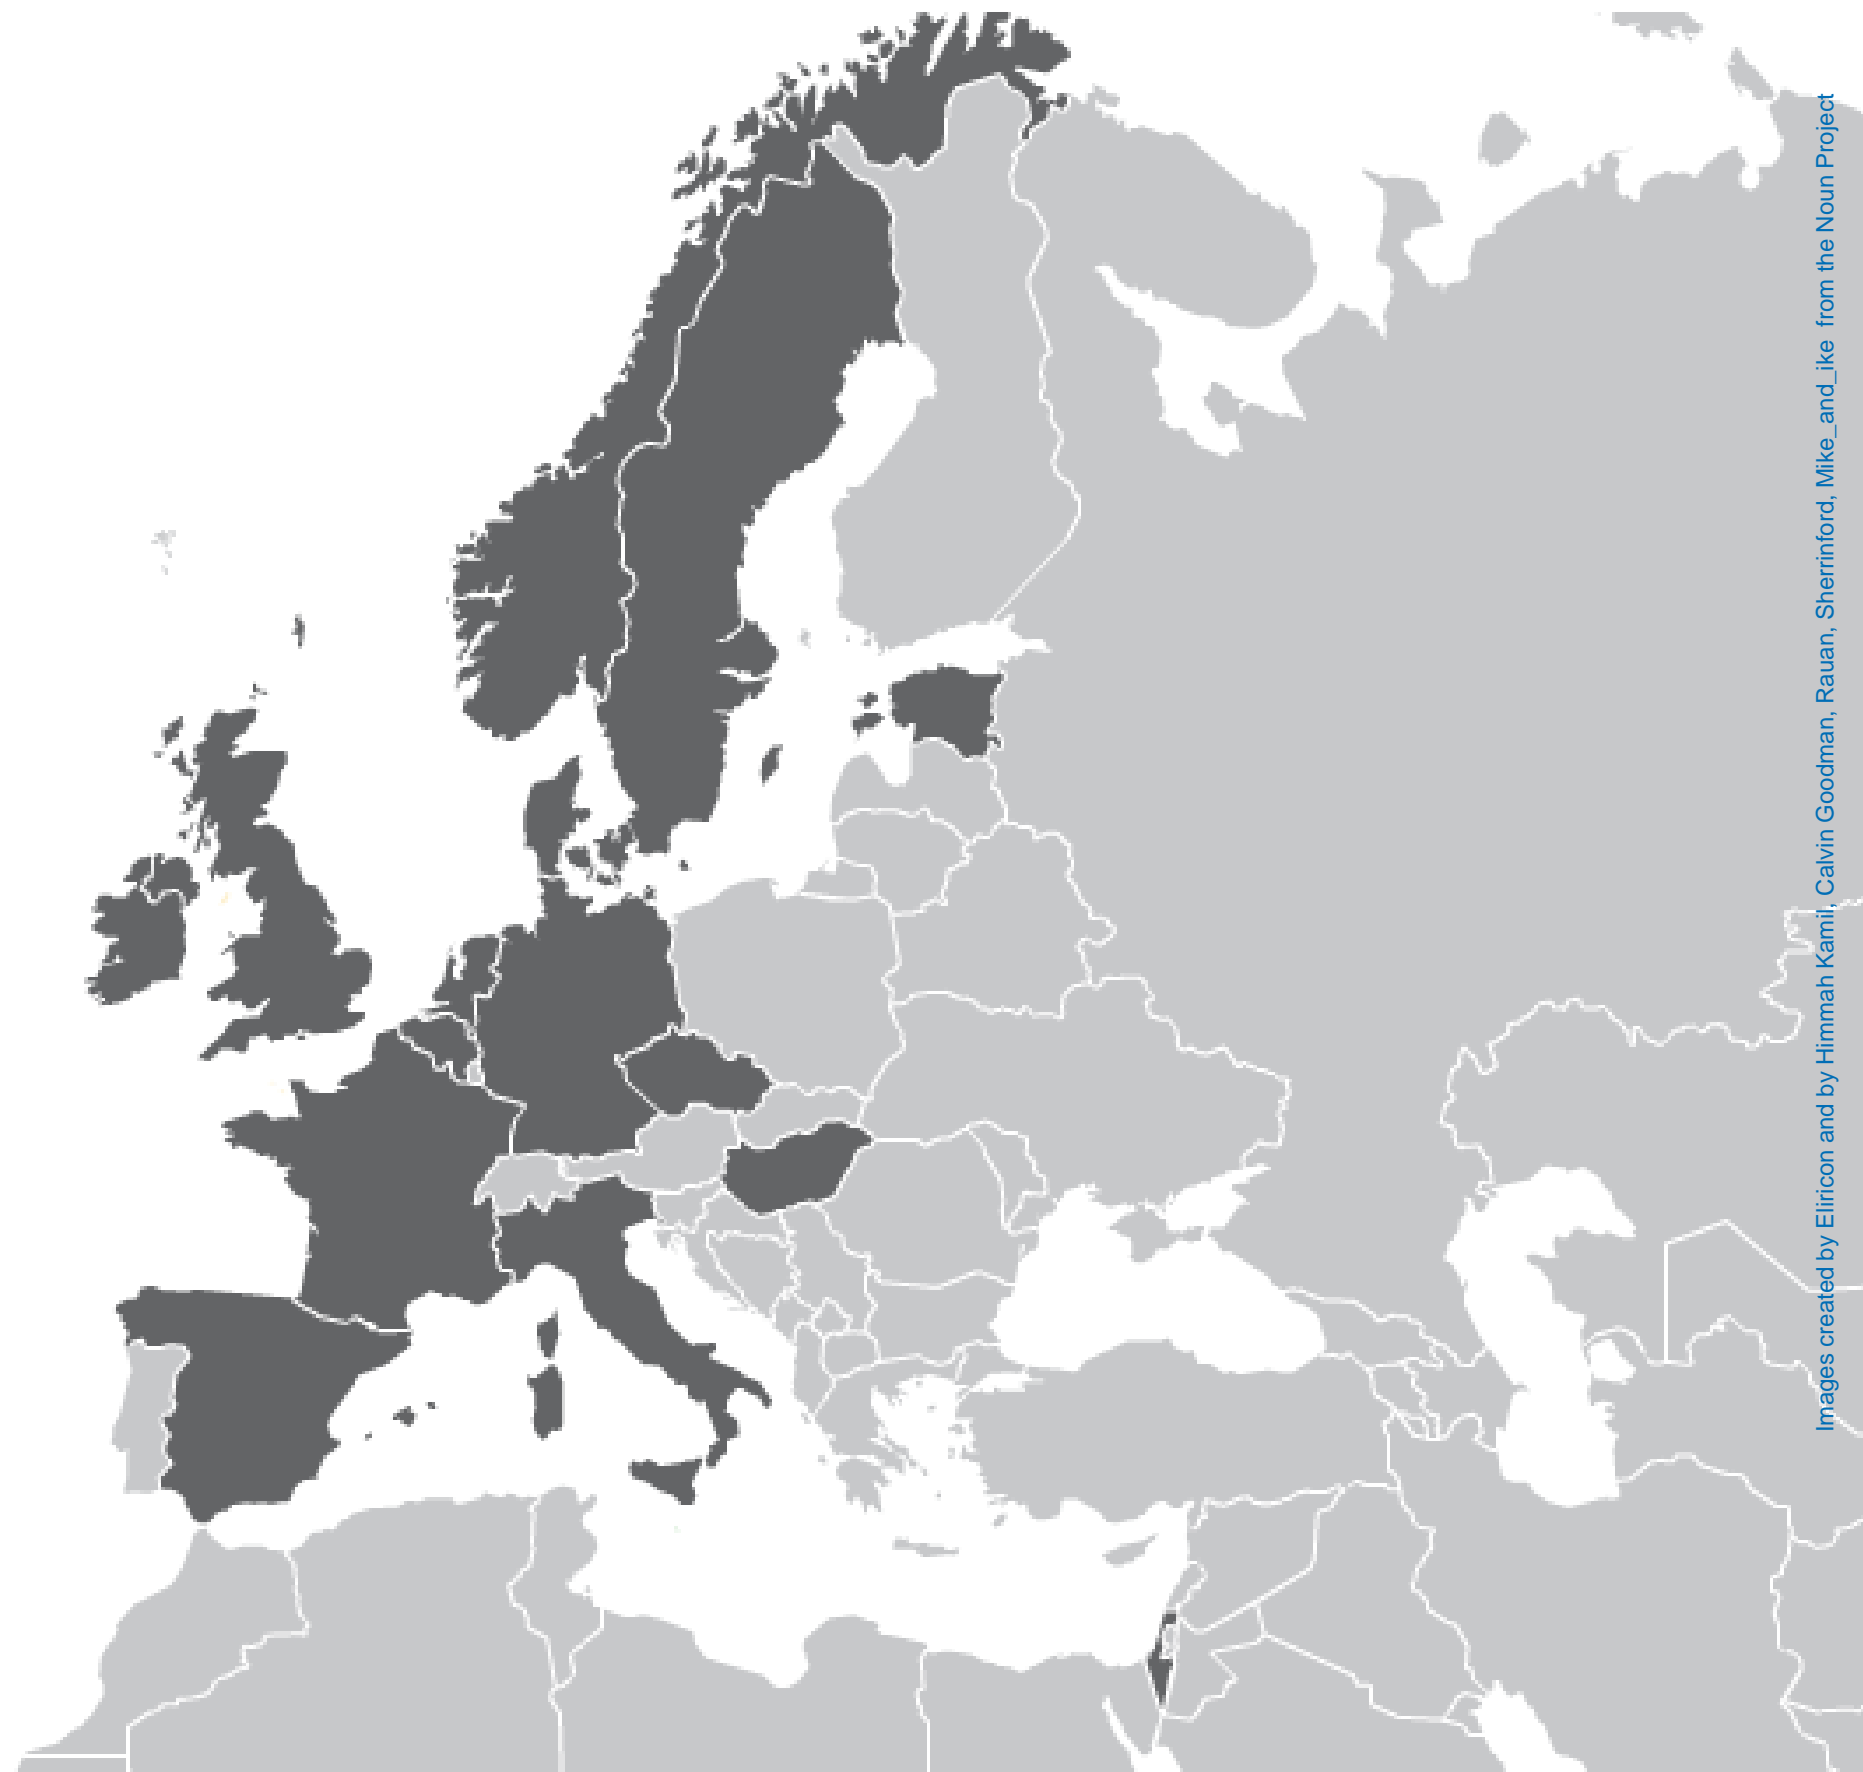 Images created by Eliricon and by Himmah Kamil, Calvin Goodman, Rauan, Sherrinford, Mike_and_ike from the Noun Project